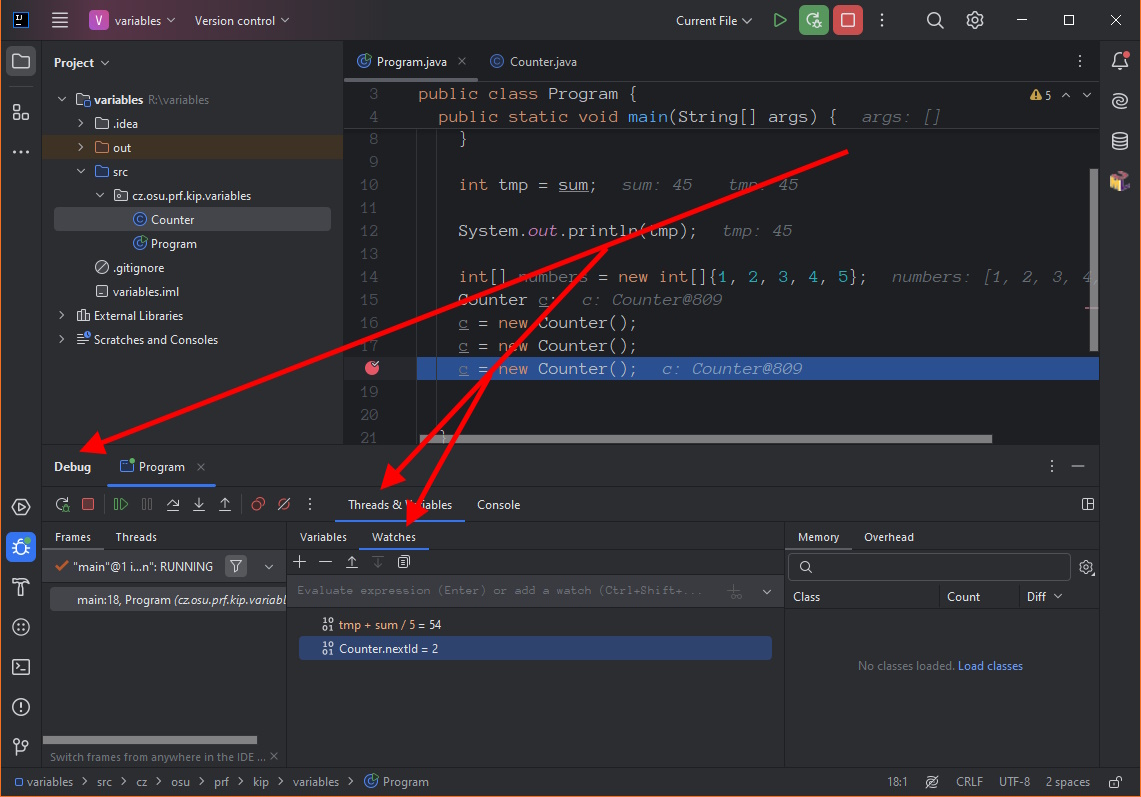 V variables Version control Current File
Project
Program.java Counter.java
variables R:\variables
.idea
out
src
cz.osu.prf.kip.variables
Counter
Program
.gitignore
variables.iml
External Libraries
Scratches and Consoles
5
3 public class Program {
4 public static void main(String[] args) { args: []
8 }
9
10 int tmp = sum; sum: 45 tmp: 45
11
12 System.out.println(tmp); tmp: 45
13
14 int[] numbers = new int[]{1, 2, 3, 4, 5}; numbers: [1, 2, 3, 4,
15 Counter c; c: Counter@809
16 c = new Counter();
17 c = new Counter();
c = new Counter(); c: Counter@809
19
20
21 }
Debug Program
Threads & Variables Console
Frames Threads
"main"@1 i...n": RUNNING
main:18, Program (cz.osu.prf.kip.variabl
Switch frames from anywhere in the IDE ...
Variables Watches
Evaluate expression (Enter) or add a watch (Ctrl+Shift+...
tmp + sum / 5 = 54
Counter.nextId = 2
Memory Overhead
Class Count Diff
No classes loaded. Load classes
variables > src > cz > osu > prf > kip > variables > Program
18:1 CRLF UTF-8 2 spaces